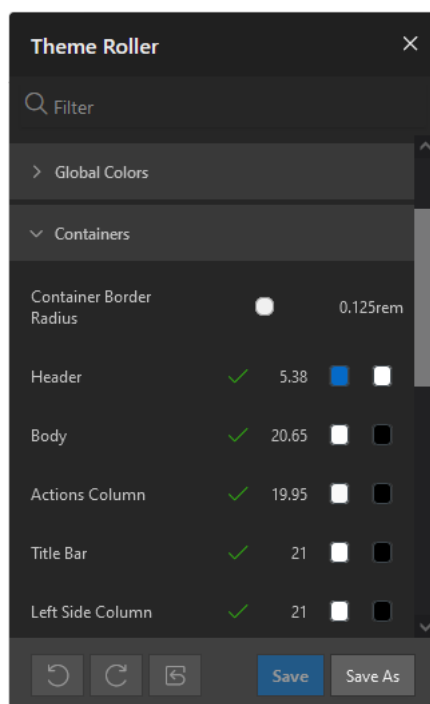 Theme Roller
Filter
Global Colors
Containers
Container Border
Radius
0.125rem
Header 5.38
Body 20.65
Actions Column 19.95
Title Bar 21
Left Side Column 21
Save Save As